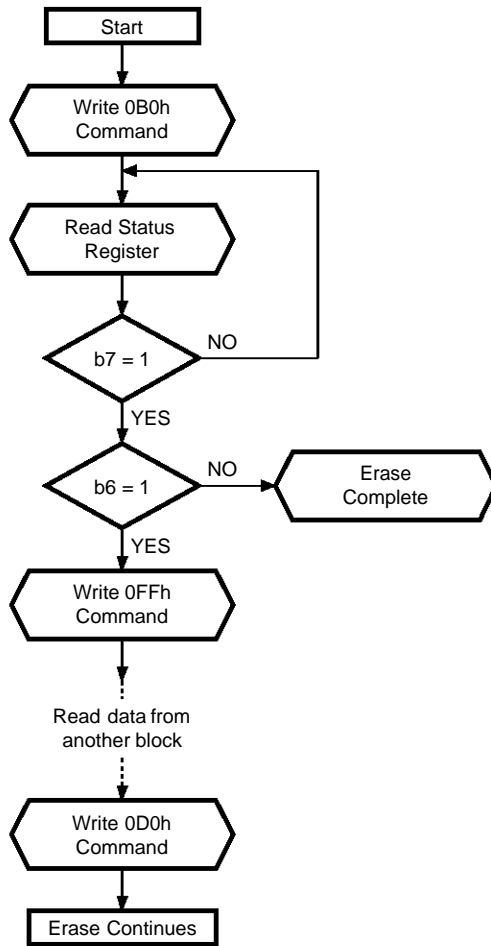 Start
Write 0B0h
Command
Read Status
Register
b7 = 1
NO
YES
b6 = 1
NO
Erase
Complete
YES
Write 0FFh
Command
Read data from
another block
Write 0D0h
Command
Erase Continues